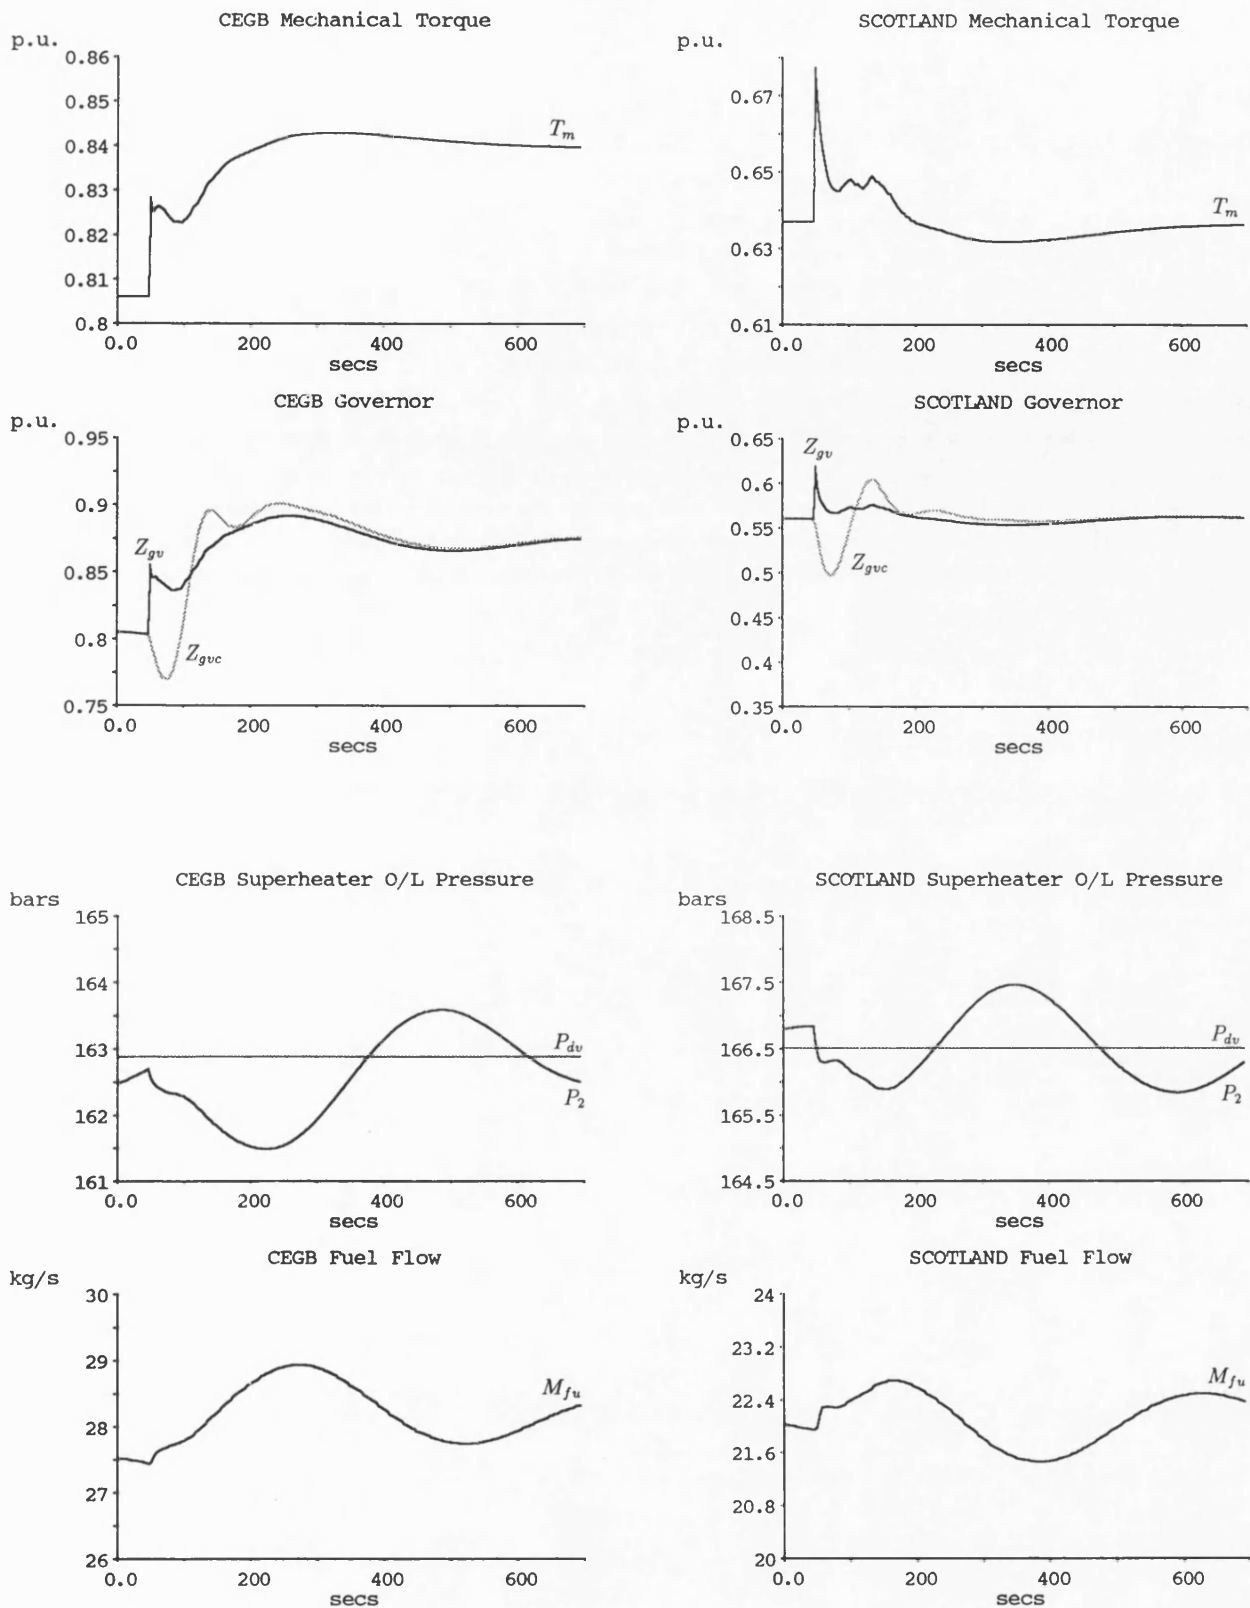 CEGB Mechanical Torque
p.u.
0.86
0.85
0.84
0.83
0.82
0.81
0.8
T_m
0.0 200 400 600
secs
SCOTLAND Mechanical Torque
p.u.
0.67
0.65
0.63
0.61
T_m
0.0 200 400 600
secs
CEGB Governor
p.u.
0.95
0.9
0.85
0.8
0.75
Z_gv
Z_gvc
0.0 200 400 600
secs
SCOTLAND Governor
p.u.
0.65
0.6
0.55
0.5
0.45
0.4
0.35
Z_gv
Z_gvc
0.0 200 400 600
secs
CEGB Superheater O/L Pressure
bars
165
164
163
162
161
P_dv
P_2
0.0 200 400 600
secs
SCOTLAND Superheater O/L Pressure
bars
168.5
167.5
166.5
165.5
164.5
P_dv
P_2
0.0 200 400 600
secs
CEGB Fuel Flow
kg/s
30
29
28
27
26
M_fu
0.0 200 400 600
secs
SCOTLAND Fuel Flow
kg/s
24
23.2
22.4
21.6
20.8
20
M_fu
0.0 200 400 600
secs